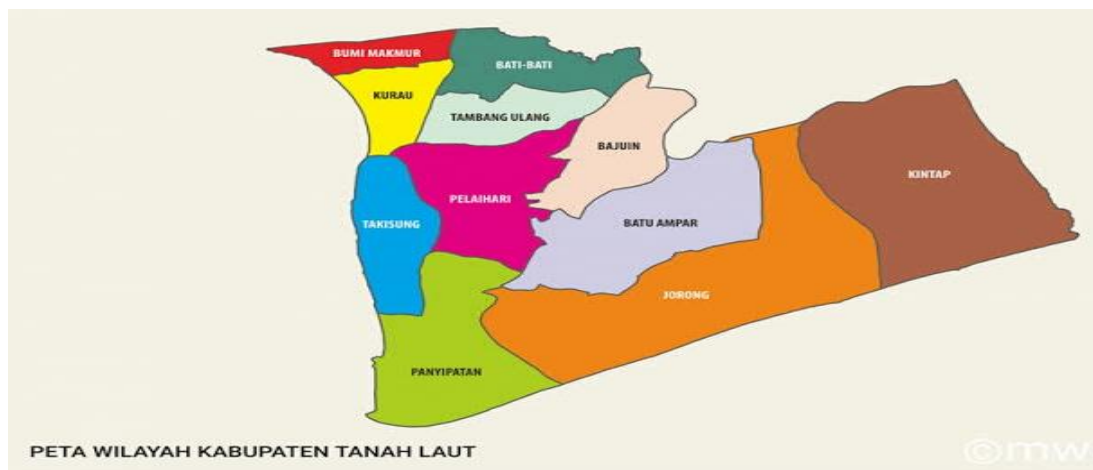 BUMI MAKMUR
BATI-BATI
KURAU
TAMBANG ULANG
BAJUIN
KINTAP
PELAIHARI
TAKISUNG
BATU AMPAR
JORONG
PANYIPATAN
PETA WILAYAH KABUPATEN TANAH LAUT
©mw